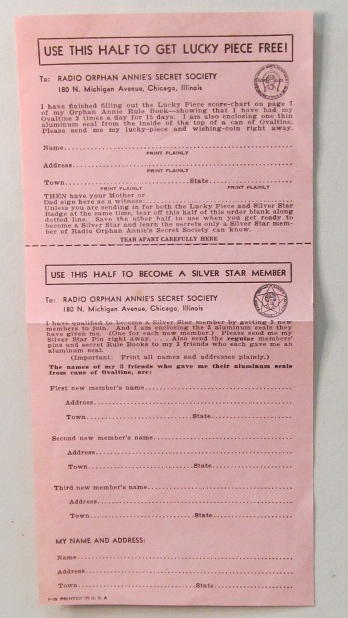 USE THIS HALF TO GET LUCKY PIECE FREE!
To: RADIO ORPHAN ANNIE'S SECRET SOCIETY
180 N. Michigan Avenue, Chicago, Illinois
I have finished filling out the Lucky Piece score-chart on page 7
of my Orphan Annie Rule Book—showing that I have had my
Ovaltine 3 times a day for 15 days. I am also enclosing one thin
aluminum seal from the inside of the top of a can of Ovaltine.
Please send me my lucky-piece and wishing-coin right away.
Name
PRINT PLAINLY
Address
PRINT PLAINLY
Town State
PRINT PLAINLY PRINT PLAINLY
THEN have your Mother or
Dad sign here as a witness:
Unless you are sending in for both the Lucky Piece and Silver Star
Badge at the same time, tear off this half of this order blank along
dotted line. Save the other half to use when you get ready to
become a Silver Star and learn the secrets only a Silver Star mem-
ber of Radio Orphan Annie's Secret Society can know.
TEAR APART CAREFULLY HERE
USE THIS HALF TO BECOME A SILVER STAR MEMBER
To: RADIO ORPHAN ANNIE'S SECRET SOCIETY
180 N. Michigan Avenue, Chicago, Illinois
I have qualified to become a Silver Star member by getting 3 new
members to join. And I am enclosing the 3 aluminum seals they
have given me. (One for each new member.) Please send me my
Silver Star Pin right away. . . . Also send the regular members'
pins and secret Rule Books to my 3 friends who each gave me an
aluminum seal.
(Important: Print all names and addresses plainly.)
The names of my 3 friends who gave me their aluminum seals
from cans of Ovaltine, are:
First new member's name
Address
Town State
Second new member's name
Address
Town State
Third new member's name
Address
Town State
MY NAME AND ADDRESS:
Name
Address
Town State
PRINTED IN U. S. A